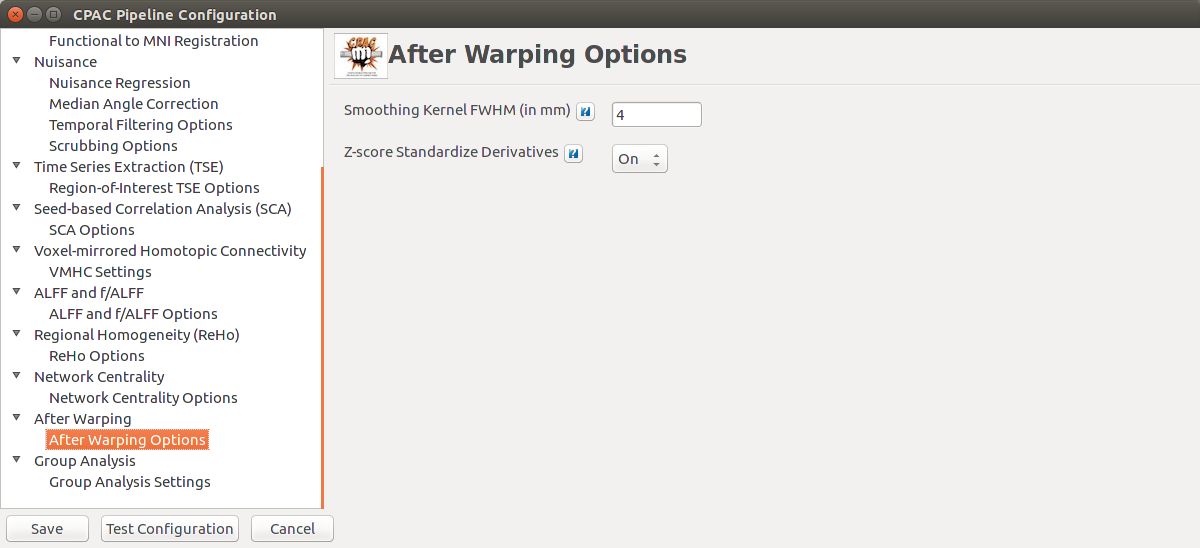 CPAC Pipeline Configuration
Functional to MNI Registration
Nuisance
Nuisance Regression
Median Angle Correction
Temporal Filtering Options
Scrubbing Options
Time Series Extraction (TSE)
Region-of-Interest TSE Options
Seed-based Correlation Analysis (SCA)
SCA Options
Voxel-mirrored Homotopic Connectivity
VMHC Settings
ALFF and f/ALFF
ALFF and f/ALFF Options
Regional Homogeneity (ReHo)
ReHo Options
Network Centrality
Network Centrality Options
After Warping
After Warping Options
Group Analysis
Group Analysis Settings
Save Test Configuration Cancel
CPAC
After Warping Options
Smoothing Kernel FWHM (in mm) ? 4
Z-score Standardize Derivatives ? On